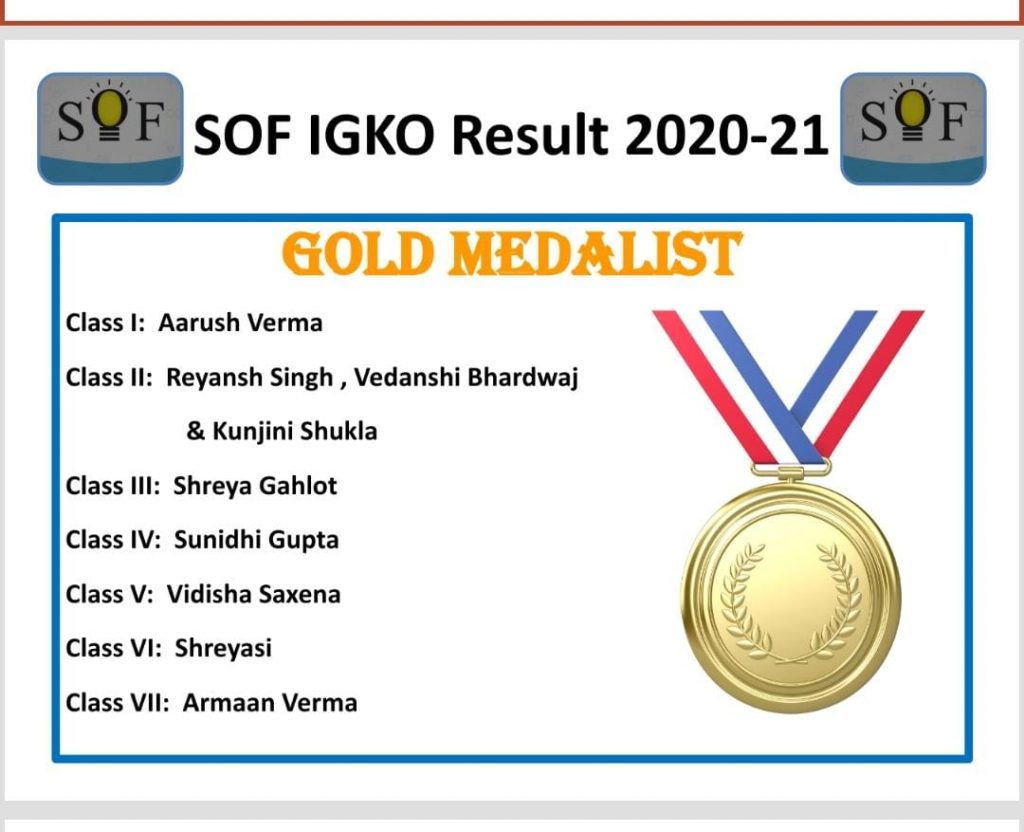 SOF SOF IGKO Result 2020-21 SOF
GOLD MEDALIST
Class I: Aarush Verma
Class II: Reyansh Singh , Vedanshi Bhardwaj
& Kunjini Shukla
Class III: Shreya Gahlot
Class IV: Sunidhi Gupta
Class V: Vidisha Saxena
Class VI: Shreyasi
Class VII: Armaan Verma